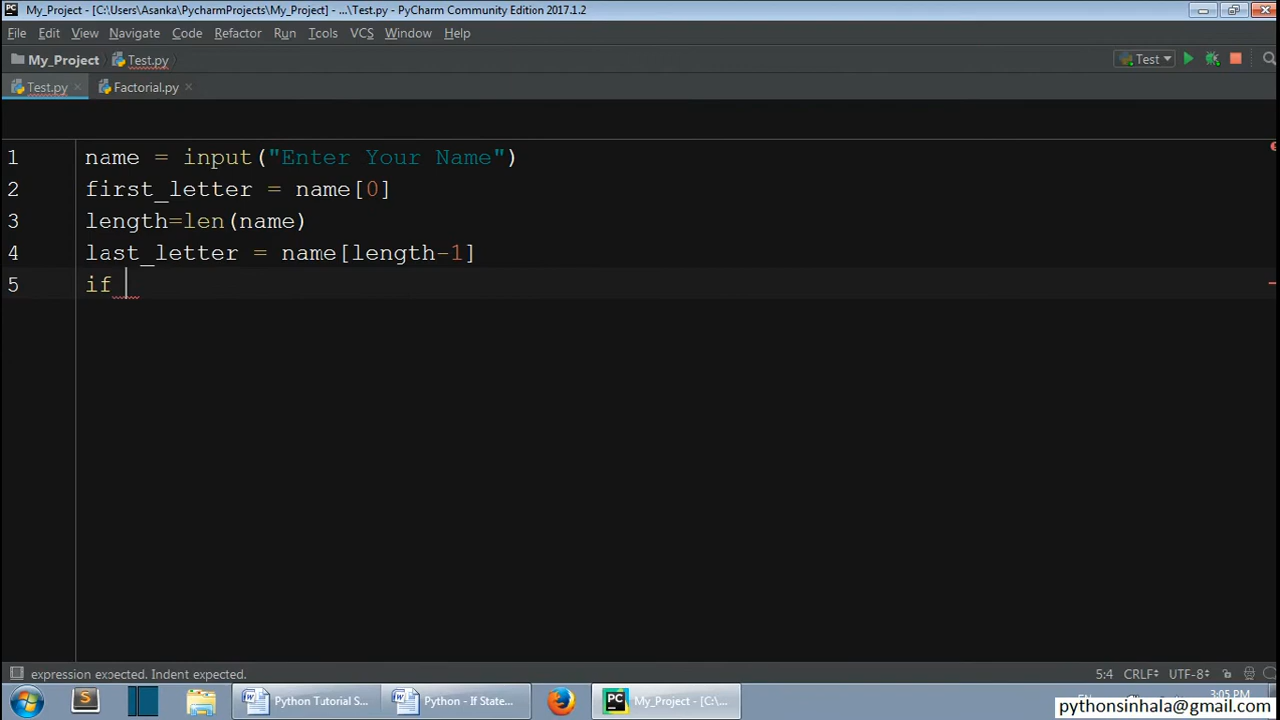 My_Project - [C:\Users\Asanka\PycharmProjects\My_Project] - ...\Test.py - PyCharm Community Edition 2017.1.2
File Edit View Navigate Code Refactor Run Tools VCS Window Help
My_Project Test.py Test
Test.py Factorial.py
1 name = input("Enter Your Name")
2 first_letter = name[0]
3 length=len(name)
4 last_letter = name[length-1]
5 if
expression expected. Indent expected. 5:4 CRLF UTF-8
Python Tutorial S... Python - If State... My_Project - [C:\... 3:05 PM
pythonsinhala@gmail.com